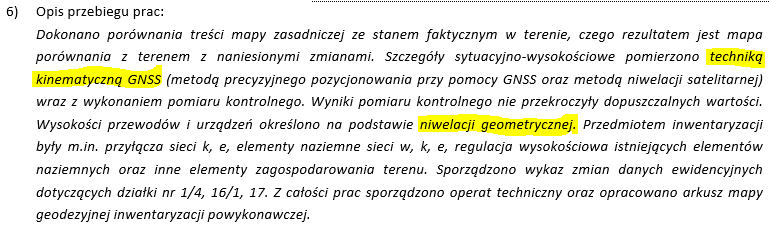 6) Opis przebiegu prac:
Dokonano porównania treści mapy zasadniczej ze stanem faktycznym w terenie, czego rezultatem jest mapa
porównania z terenem z naniesionymi zmianami. Szczegóły sytuacyjno-wysokościowe pomierzono techniką
kinematyczną GNSS (metodą precyzyjnego pozycjonowania przy pomocy GNSS oraz metodą niwelacji satelitarnej)
wraz z wykonaniem pomiaru kontrolnego. Wyniki pomiaru kontrolnego nie przekroczyły dopuszczalnych wartości.
Wysokości przewodów i urządzeń określono na podstawie niwelacji geometrycznej. Przedmiotem inwentaryzacji
były m.in. przyłącza sieci k, e, elementy naziemne sieci w, k, e, regulacja wysokościowa istniejących elementów
naziemnych oraz inne elementy zagospodarowania terenu. Sporządzono wykaz zmian danych ewidencyjnych
dotyczących działki nr 1/4, 16/1, 17. Z całości prac sporządzono operat techniczny oraz opracowano arkusz mapy
geodezyjnej inwentaryzacji powykonawczej.